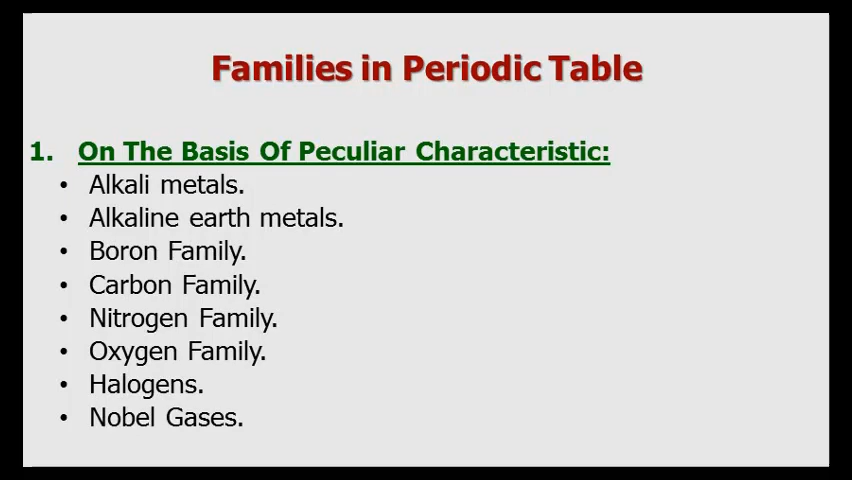 Families in Periodic Table
1. On The Basis Of Peculiar Characteristic:
• Alkali metals.
• Alkaline earth metals.
• Boron Family.
• Carbon Family.
• Nitrogen Family.
• Oxygen Family.
• Halogens.
• Nobel Gases.